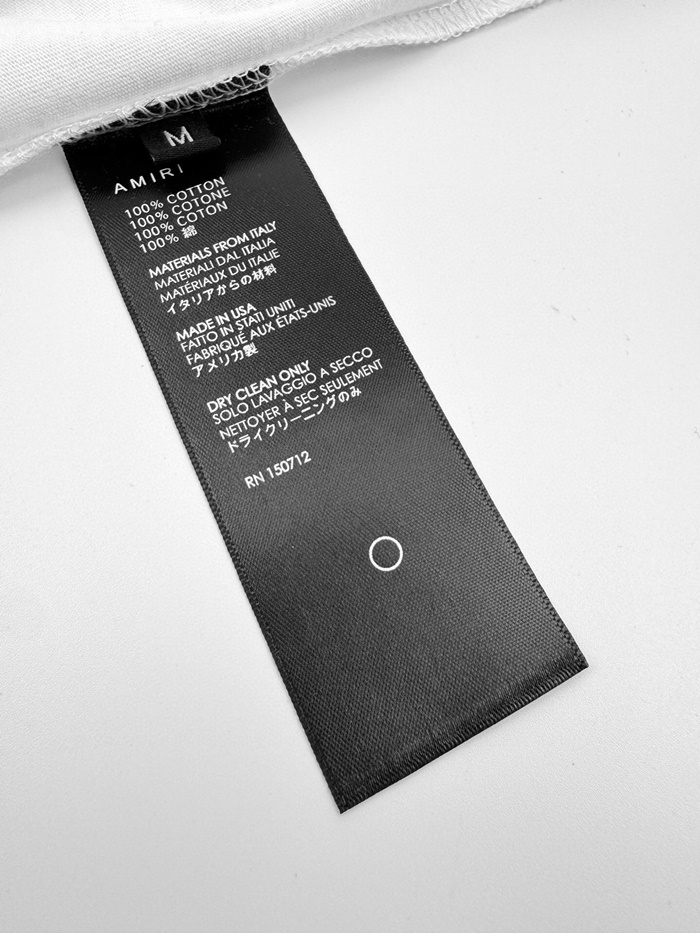 M
AMIRI
100% COTTON
100% COTONE
100% COTON
100% 綿
MATERIALS FROM ITALY
MATERIALI DAL ITALIA
MATÉRIAUX DU ITALIE
イタリアからの材料
MADE IN USA
FATTO IN STATI UNITI
FABRIQUÉ AUX ÉTATS-UNIS
アメリカ製
DRY CLEAN ONLY
SOLO LAVAGGIO A SECCO
NETTOYER À SEC SEULEMENT
ドライクリーニングのみ
RN 150712